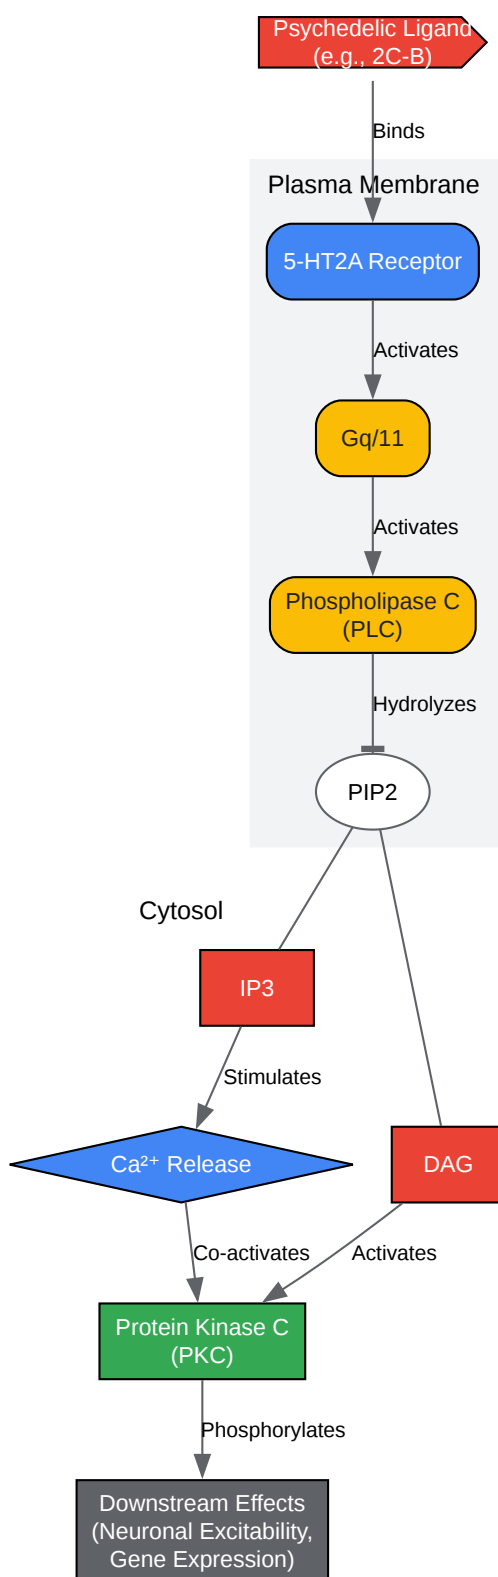 Psychedelic Ligand
(e.g., 2C-B)
Binds
Plasma Membrane
5-HT2A Receptor
Activates
Gq/11
Activates
Phospholipase C
(PLC)
Hydrolyzes
PIP2
Cytosol
IP3
Stimulates
Ca²⁺ Release
DAG
Co-activates
Activates
Protein Kinase C
(PKC)
Phosphorylates
Downstream Effects
(Neuronal Excitability,
Gene Expression)